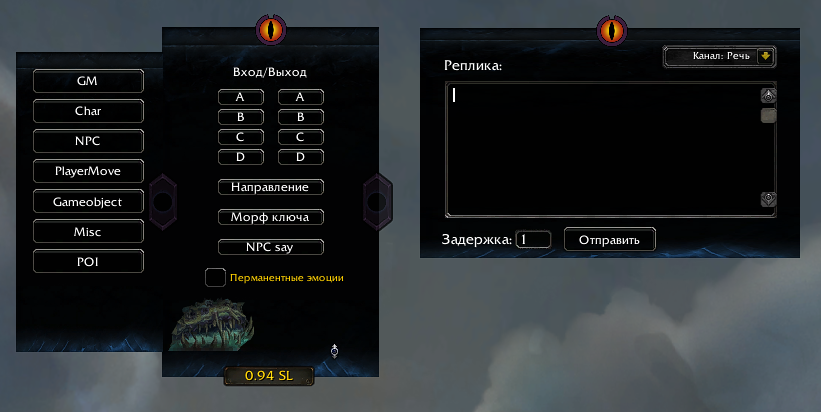 GM
Char
NPC
PlayerMove
Gameobject
Misc
POI
Вход/Выход
A A
B B
C C
D D
Направление
Морф ключа
NPC say
Перманентные эмоции
0.94 SL
Канал: Речь
Реплика:
Задержка: 1 Отправить